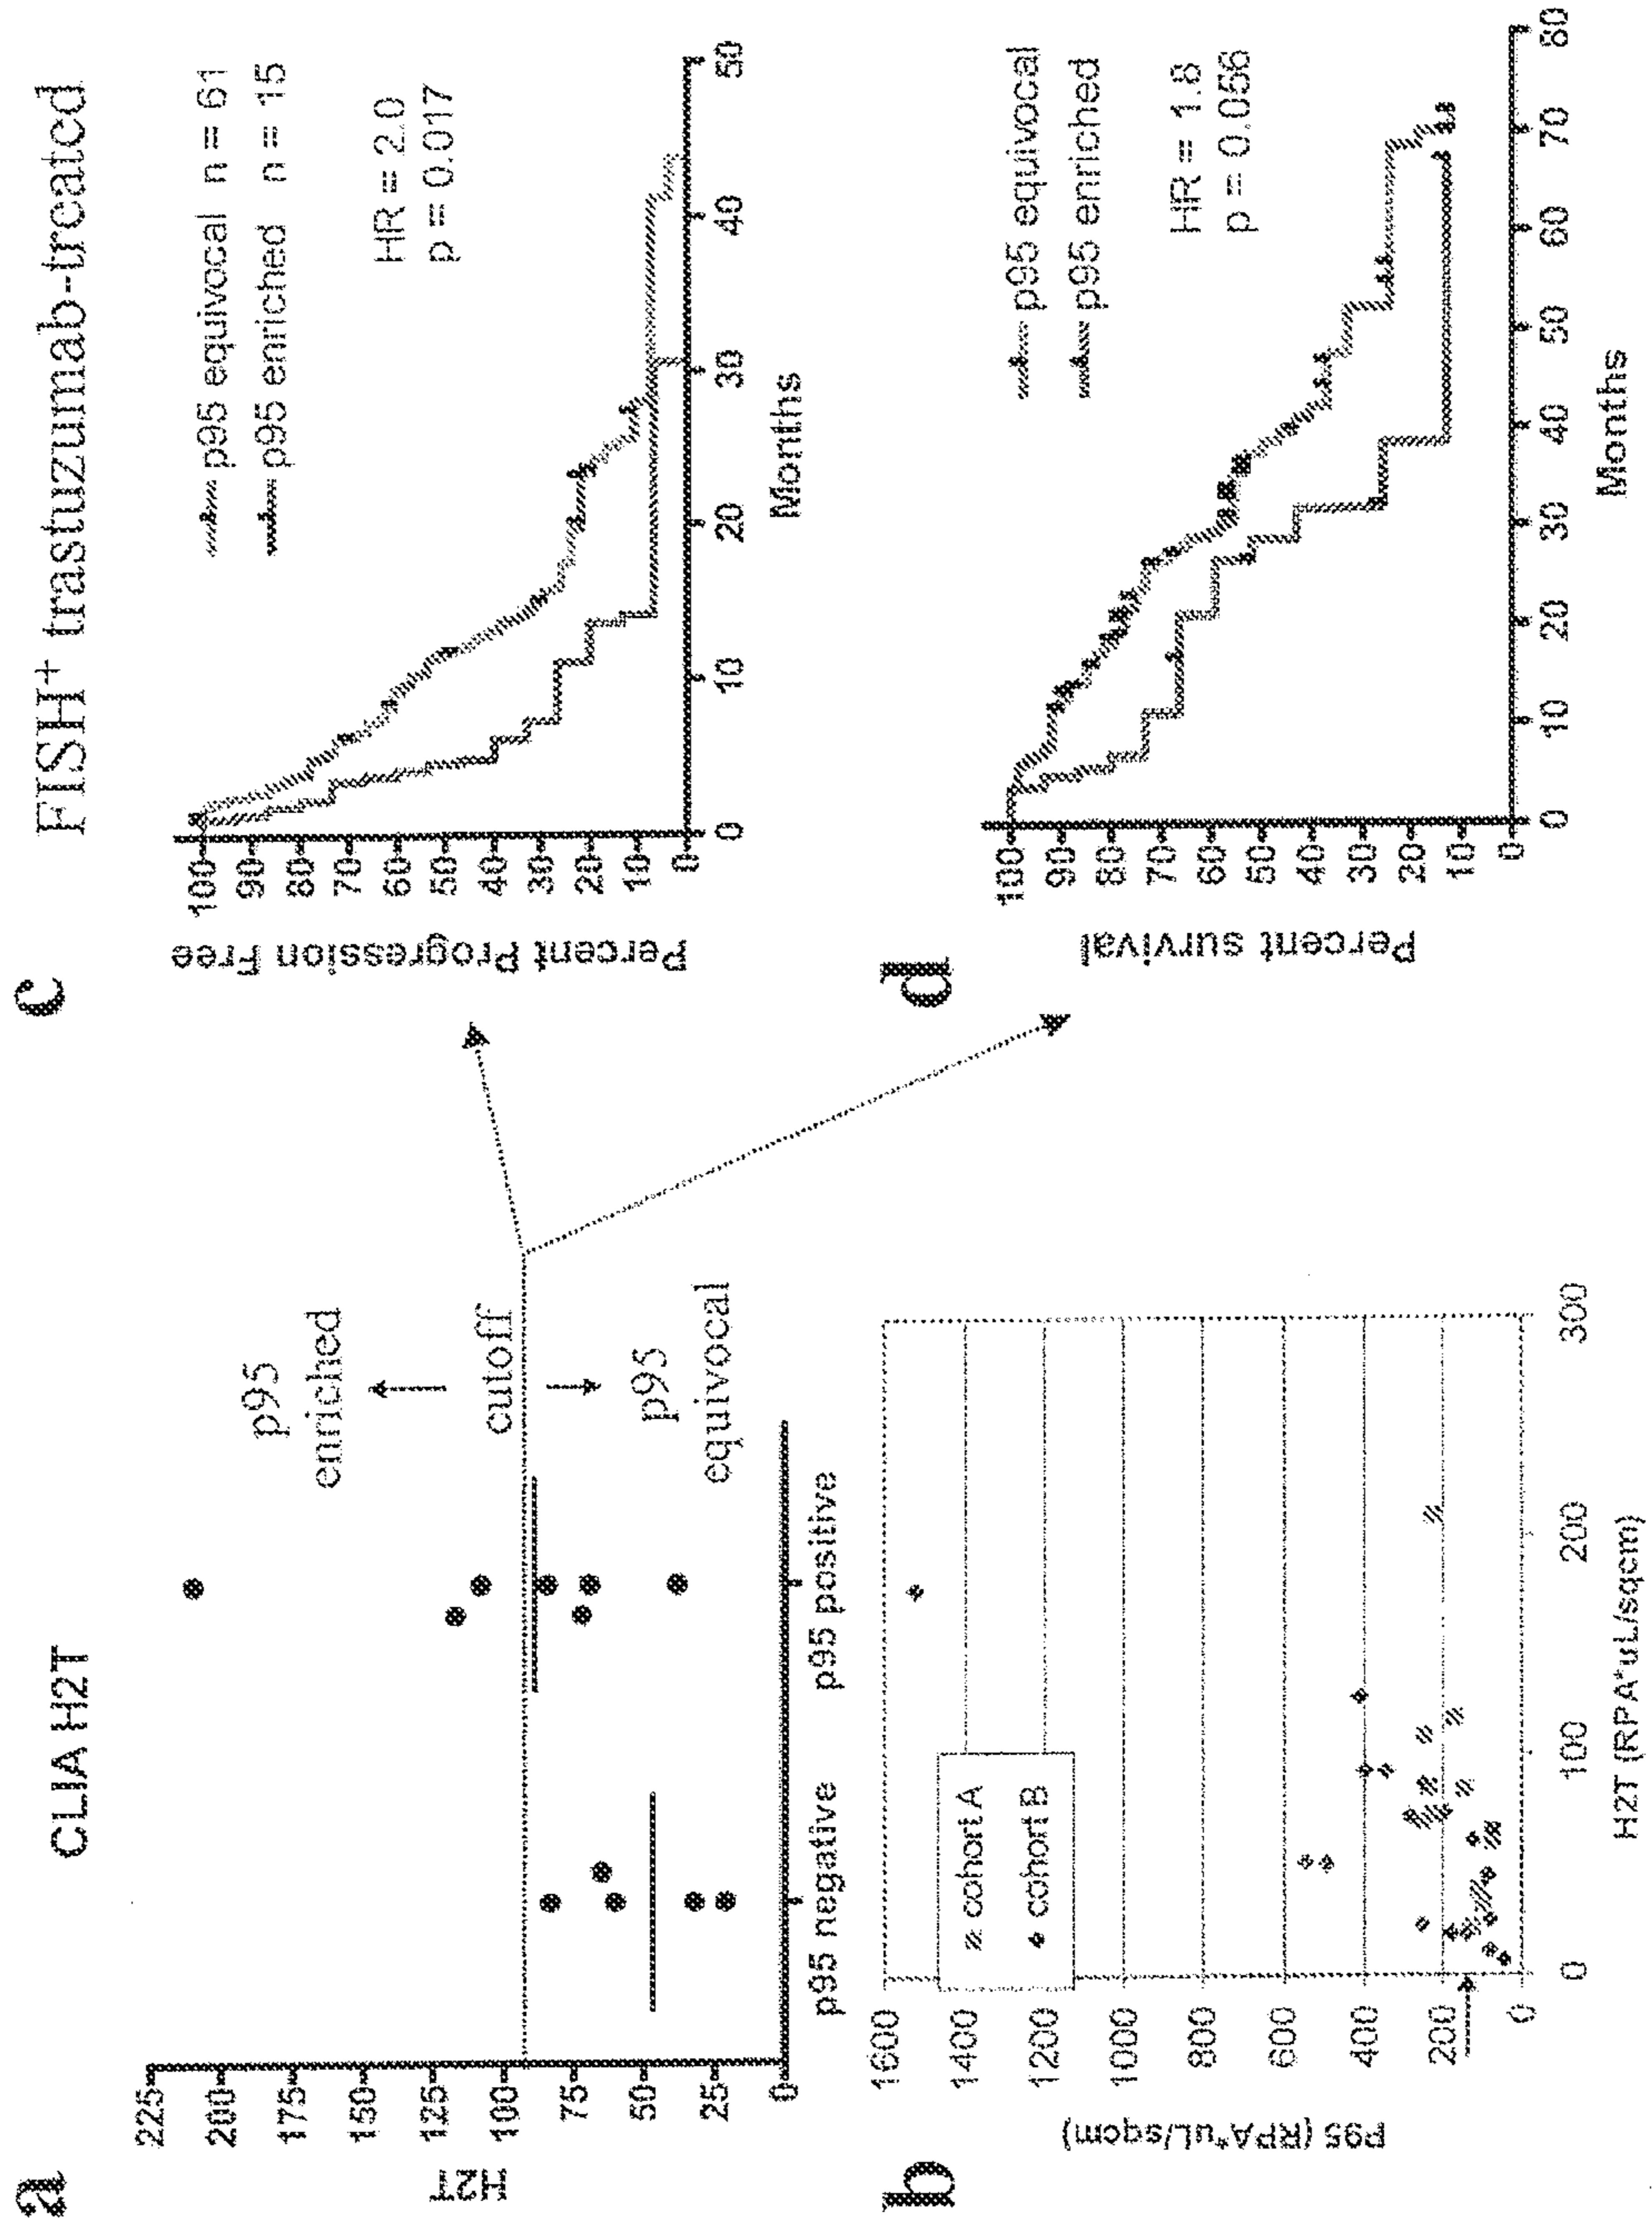 a
CLIA H2T
H2T
225
200
175
150
125
100
75
50
25
0
p95
enriched
cutoff
p95
equivocal
p95 negative
p95 positive
b
P95 (RPA*uL/sqcm)
1600
1400
1200
1000
800
600
400
200
0
cohort A
cohort B
0
100
200
300
H2T (RPA*uL/sqcm)
c
FISH+ trastuzumab-treated
Percent Progression Free
100
90
80
70
60
50
40
30
20
10
0
p95 equivocal n = 61
p95 enriched n = 15
HR = 2.0
p = 0.017
0
10
20
30
40
50
Months
d
Percent survival
100
90
80
70
60
50
40
30
20
10
0
p95 equivocal
p95 enriched
HR = 1.8
p = 0.056
0
10
20
30
40
50
60
70
80
Months